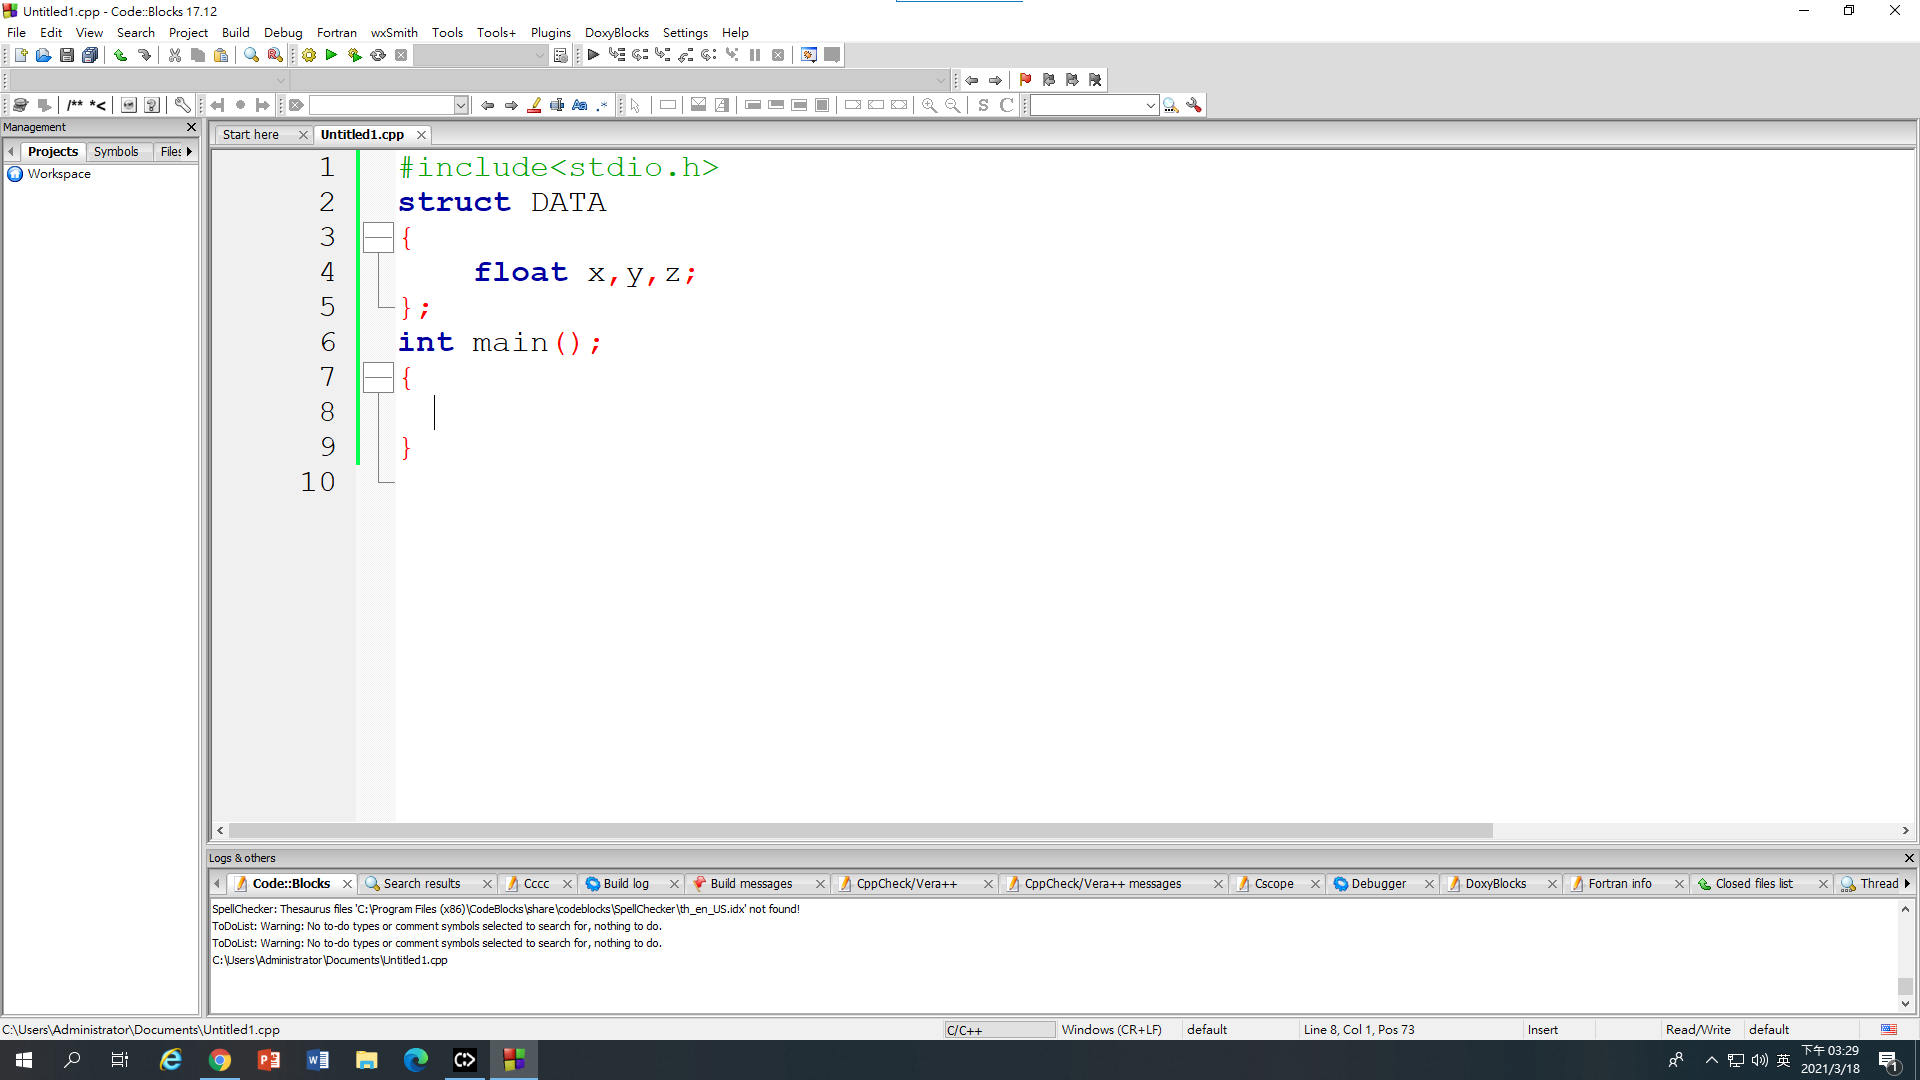 Untitled1.cpp - Code::Blocks 17.12
File Edit View Search Project Build Debug Fortran wxSmith Tools Tools+ Plugins DoxyBlocks Settings Help
/** *<
S C
Management
Projects Symbols Files
Workspace
Start here Untitled1.cpp
1 #include<stdio.h>
2 struct DATA
3 {
4 float x,y,z;
5 };
6 int main();
7 {
8
9 }
10
Logs & others
Code::Blocks Search results Cccc Build log Build messages CppCheck/Vera++ CppCheck/Vera++ messages Cscope Debugger DoxyBlocks Fortran info Closed files list Thread
SpellChecker: Thesaurus files 'C:\Program Files (x86)\CodeBlocks\share\codeblocks\SpellChecker\th_en_US.idx' not found!
ToDoList: Warning: No to-do types or comment symbols selected to search for, nothing to do.
ToDoList: Warning: No to-do types or comment symbols selected to search for, nothing to do.
C:\Users\Administrator\Documents\Untitled1.cpp
C:\Users\Administrator\Documents\Untitled1.cpp C/C++ Windows (CR+LF) default Line 8, Col 1, Pos 73 Insert Read/Write default
英 下午 03:29
2021/3/18 1